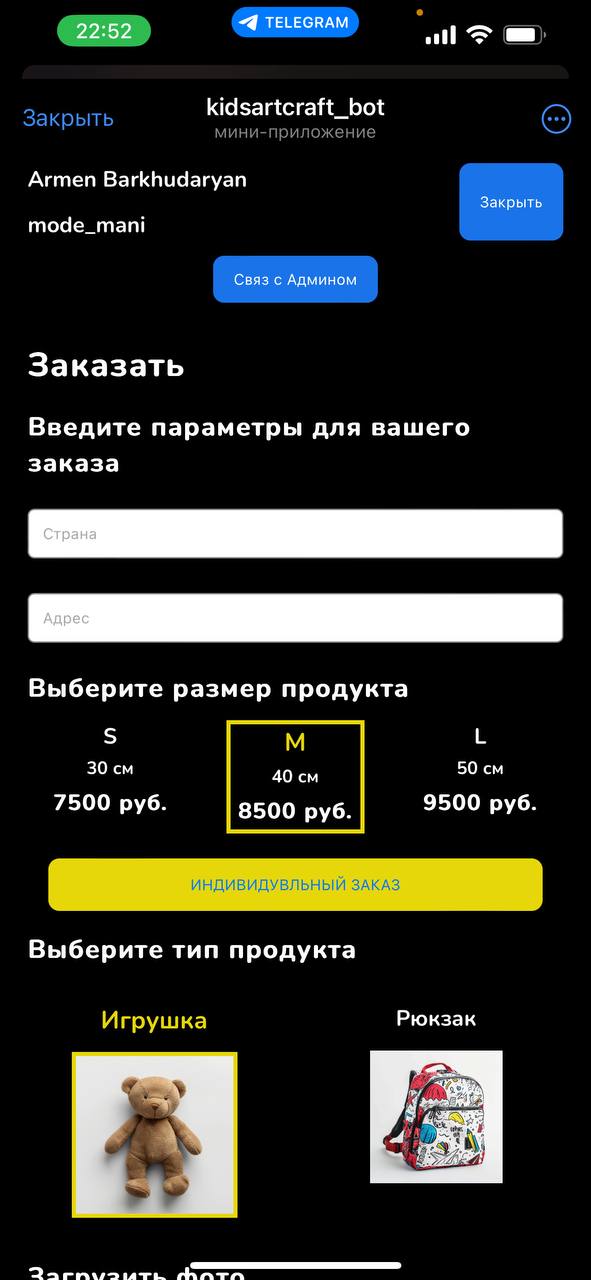 22:52
TELEGRAM
Закрыть
kidsartcraft_bot
мини-приложение
Armen Barkhudaryan
mode_mani
Закрыть
Связ с Админом
Заказать
Введите параметры для вашего
заказа
Страна
Адрес
Выберите размер продукта
S
30 см
7500 руб.
M
40 см
8500 руб.
L
50 см
9500 руб.
ИНДИВИДУВЛЬНЫЙ ЗАКАЗ
Выберите тип продукта
Игрушка
Рюкзак
Загрузить фото